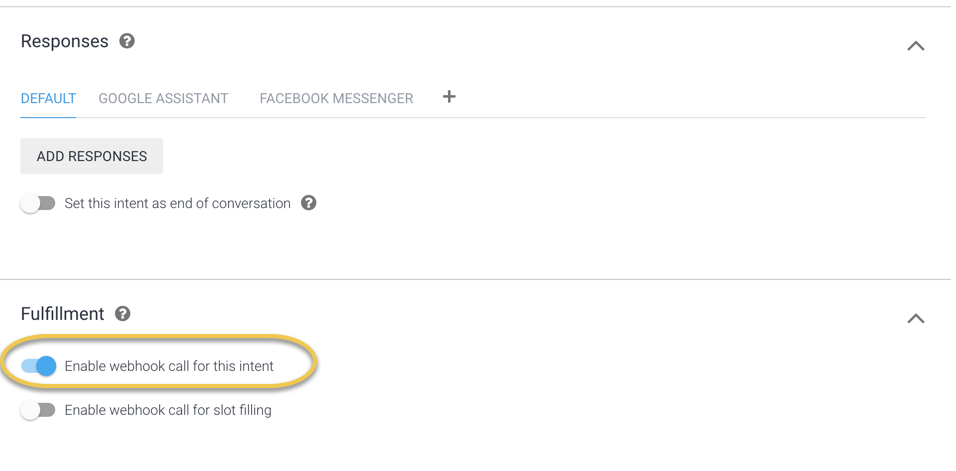 Responses ?
DEFAULT GOOGLE ASSISTANT FACEBOOK MESSENGER +
ADD RESPONSES
Set this intent as end of conversation ?
Fulfillment ?
Enable webhook call for this intent
Enable webhook call for slot filling